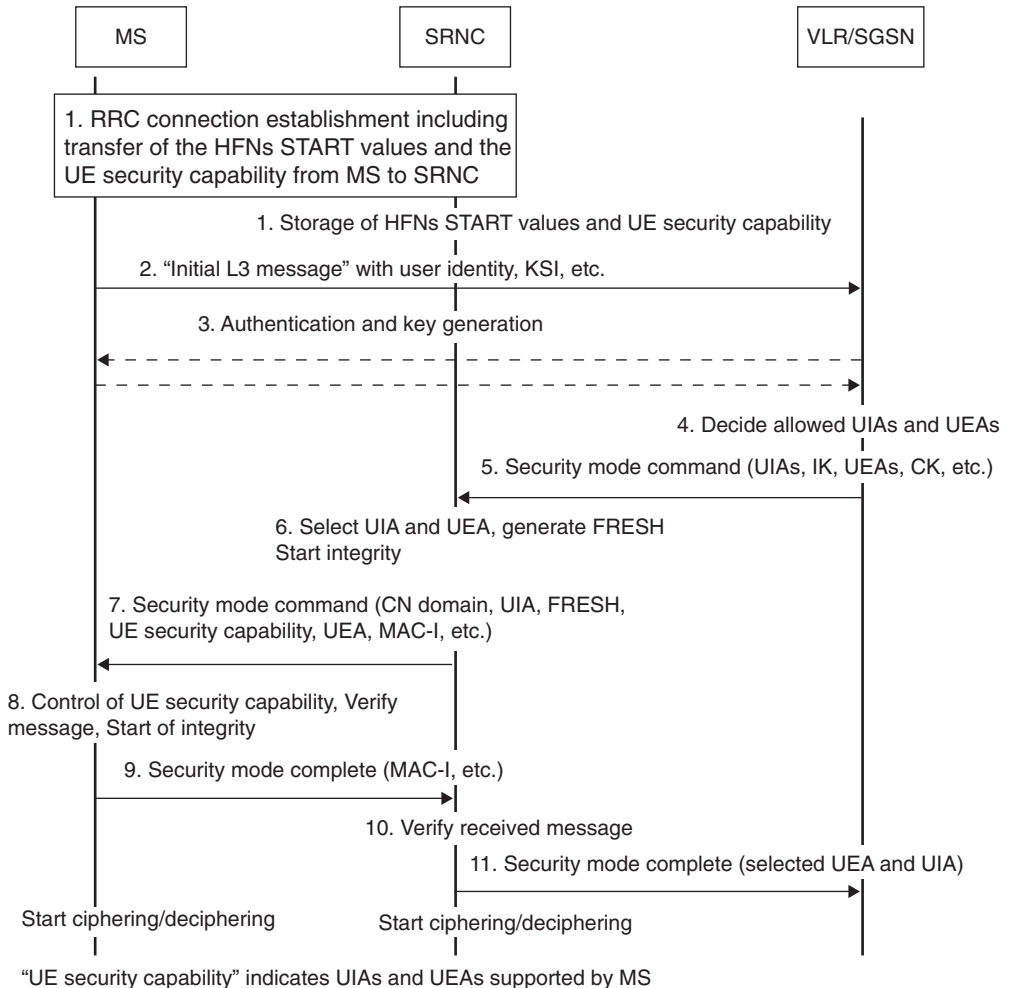 MS
SRNC
VLR/SGSN
1. RRC connection establishment including
transfer of the HFNs START values and the
UE security capability from MS to SRNC
1. Storage of HFNs START values and UE security capability
2. “Initial L3 message” with user identity, KSI, etc.
3. Authentication and key generation
4. Decide allowed UIAs and UEAs
5. Security mode command (UIAs, IK, UEAs, CK, etc.)
6. Select UIA and UEA, generate FRESH
Start integrity
7. Security mode command (CN domain, UIA, FRESH,
UE security capability, UEA, MAC-I, etc.)
8. Control of UE security capability, Verify
message, Start of integrity
9. Security mode complete (MAC-I, etc.)
10. Verify received message
11. Security mode complete (selected UEA and UIA)
Start ciphering/deciphering
Start ciphering/deciphering
“UE security capability” indicates UIAs and UEAs supported by MS